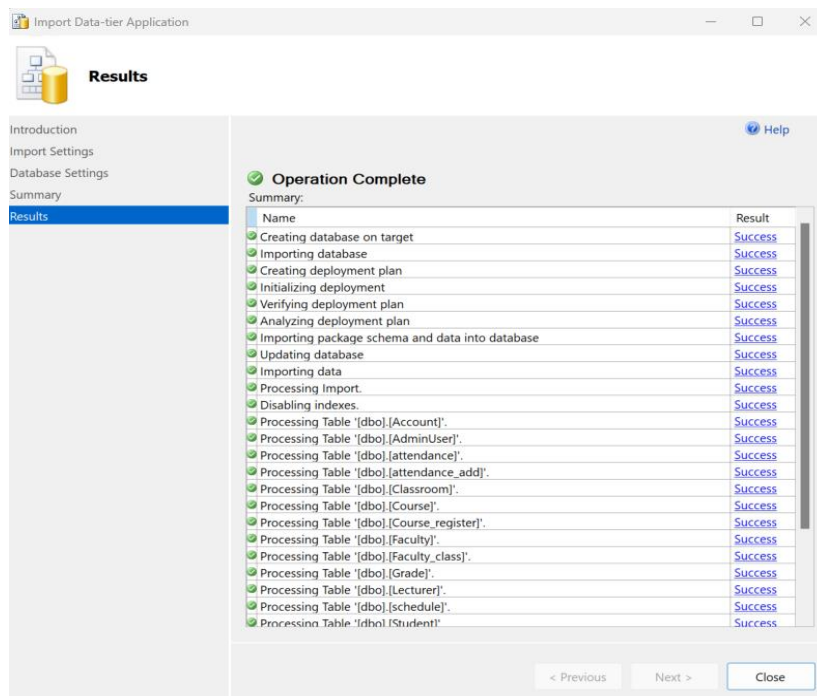 Import Data-tier Application
Results
Introduction
Import Settings
Database Settings
Summary
Results
Help
Operation Complete
Summary:
Name Result
Creating database on target Success
Importing database Success
Creating deployment plan Success
Initializing deployment Success
Verifying deployment plan Success
Analyzing deployment plan Success
Importing package schema and data into database Success
Updating database Success
Importing data Success
Processing Import. Success
Disabling indexes. Success
Processing Table '[dbo].[Account]'. Success
Processing Table '[dbo].[AdminUser]'. Success
Processing Table '[dbo].[attendance]'. Success
Processing Table '[dbo].[attendance_add]'. Success
Processing Table '[dbo].[Classroom]'. Success
Processing Table '[dbo].[Course]'. Success
Processing Table '[dbo].[Course_register]'. Success
Processing Table '[dbo].[Faculty]'. Success
Processing Table '[dbo].[Faculty_class]'. Success
Processing Table '[dbo].[Grade]'. Success
Processing Table '[dbo].[Lecturer]'. Success
Processing Table '[dbo].[schedule]'. Success
Processing Table '[dbo].[Student]'. Success
< Previous Next > Close